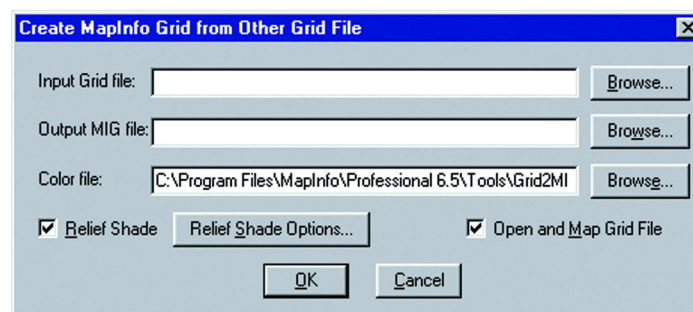 Create MapInfo Grid from Other Grid File
Input Grid file: Browse...
Output MIG file: Browse...
Color file: C:\Program Files\MapInfo\Professional 6.5\Tools\Grid2MI Browse...
Relief Shade Relief Shade Options... Open and Map Grid File
OK Cancel